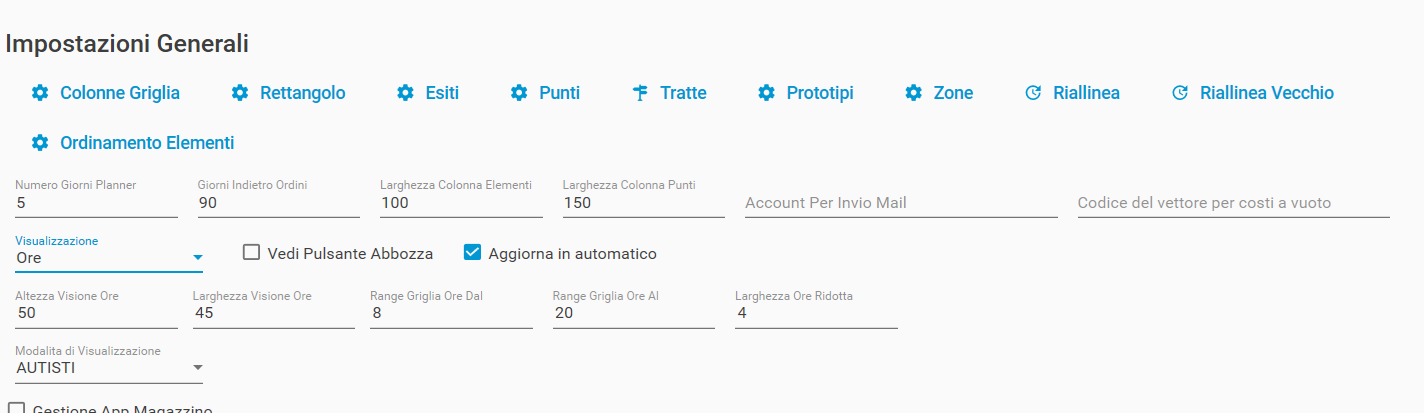 Impostazioni Generali
Colonne Griglia Rettangolo Esiti Punti Tratte Prototipi Zone Riallinea Riallinea Vecchio
Ordinamento Elementi
Numero Giorni Planner Giorni Indietro Ordini Larghezza Colonna Elementi Larghezza Colonna Punti
5 90 100 150 Account Per Invio Mail Codice del vettore per costi a vuoto
Visualizzazione
Ore Vedi Pulsante Abbozza Aggiorna in automatico
Altezza Visione Ore Larghezza Visione Ore Range Griglia Ore Dal Range Griglia Ore Al Larghezza Ore Ridotta
50 45 8 20 4
Modalita di Visualizzazione
AUTISTI
Gestione App Magazzino